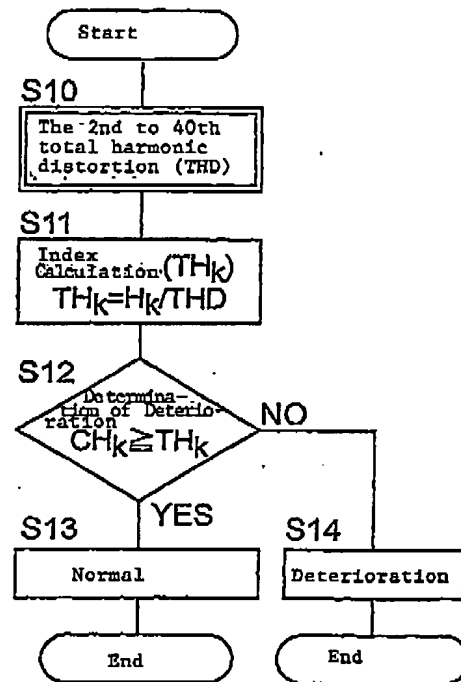 Start
S10
The 2nd to 40th
total harmonic
distortion (THD)
S11
Index
Calculation (THk)
THk=Hk/THD
S12
Determina-
tion of Deterio-
ration
CHk≧THk
NO
YES
S13
Normal
S14
Deterioration
End
End